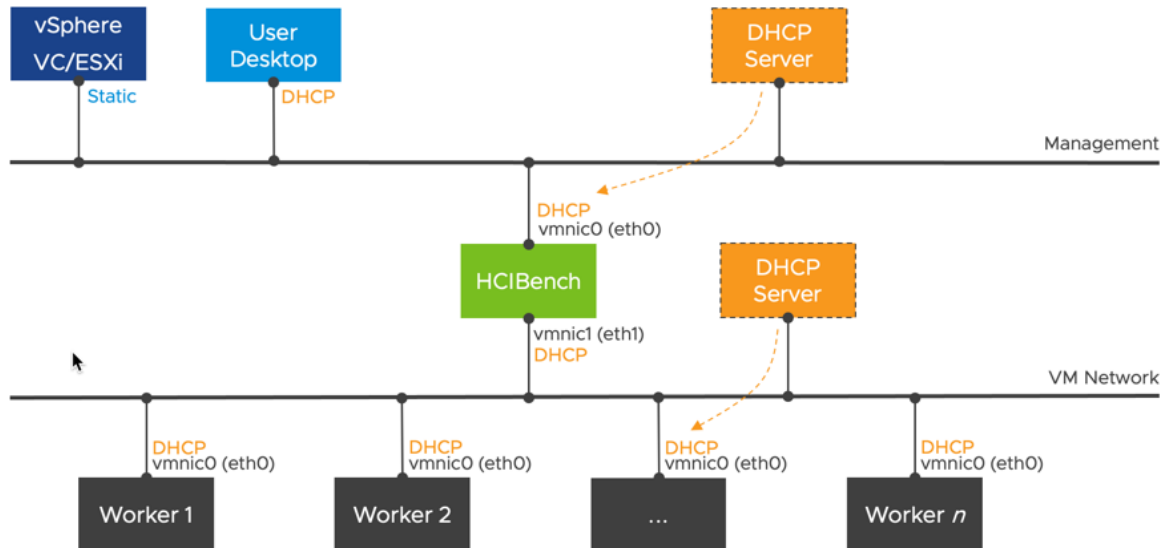 vSphere
VC/ESXi
User
Desktop
DHCP
Server
Static
DHCP
Management
DHCP
vmnic0 (eth0)
HCIBench
DHCP
Server
vmnic1 (eth1)
DHCP
VM Network
DHCP
vmnic0 (eth0)
DHCP
vmnic0 (eth0)
DHCP
vmnic0 (eth0)
DHCP
vmnic0 (eth0)
Worker 1
Worker 2
...
Worker n